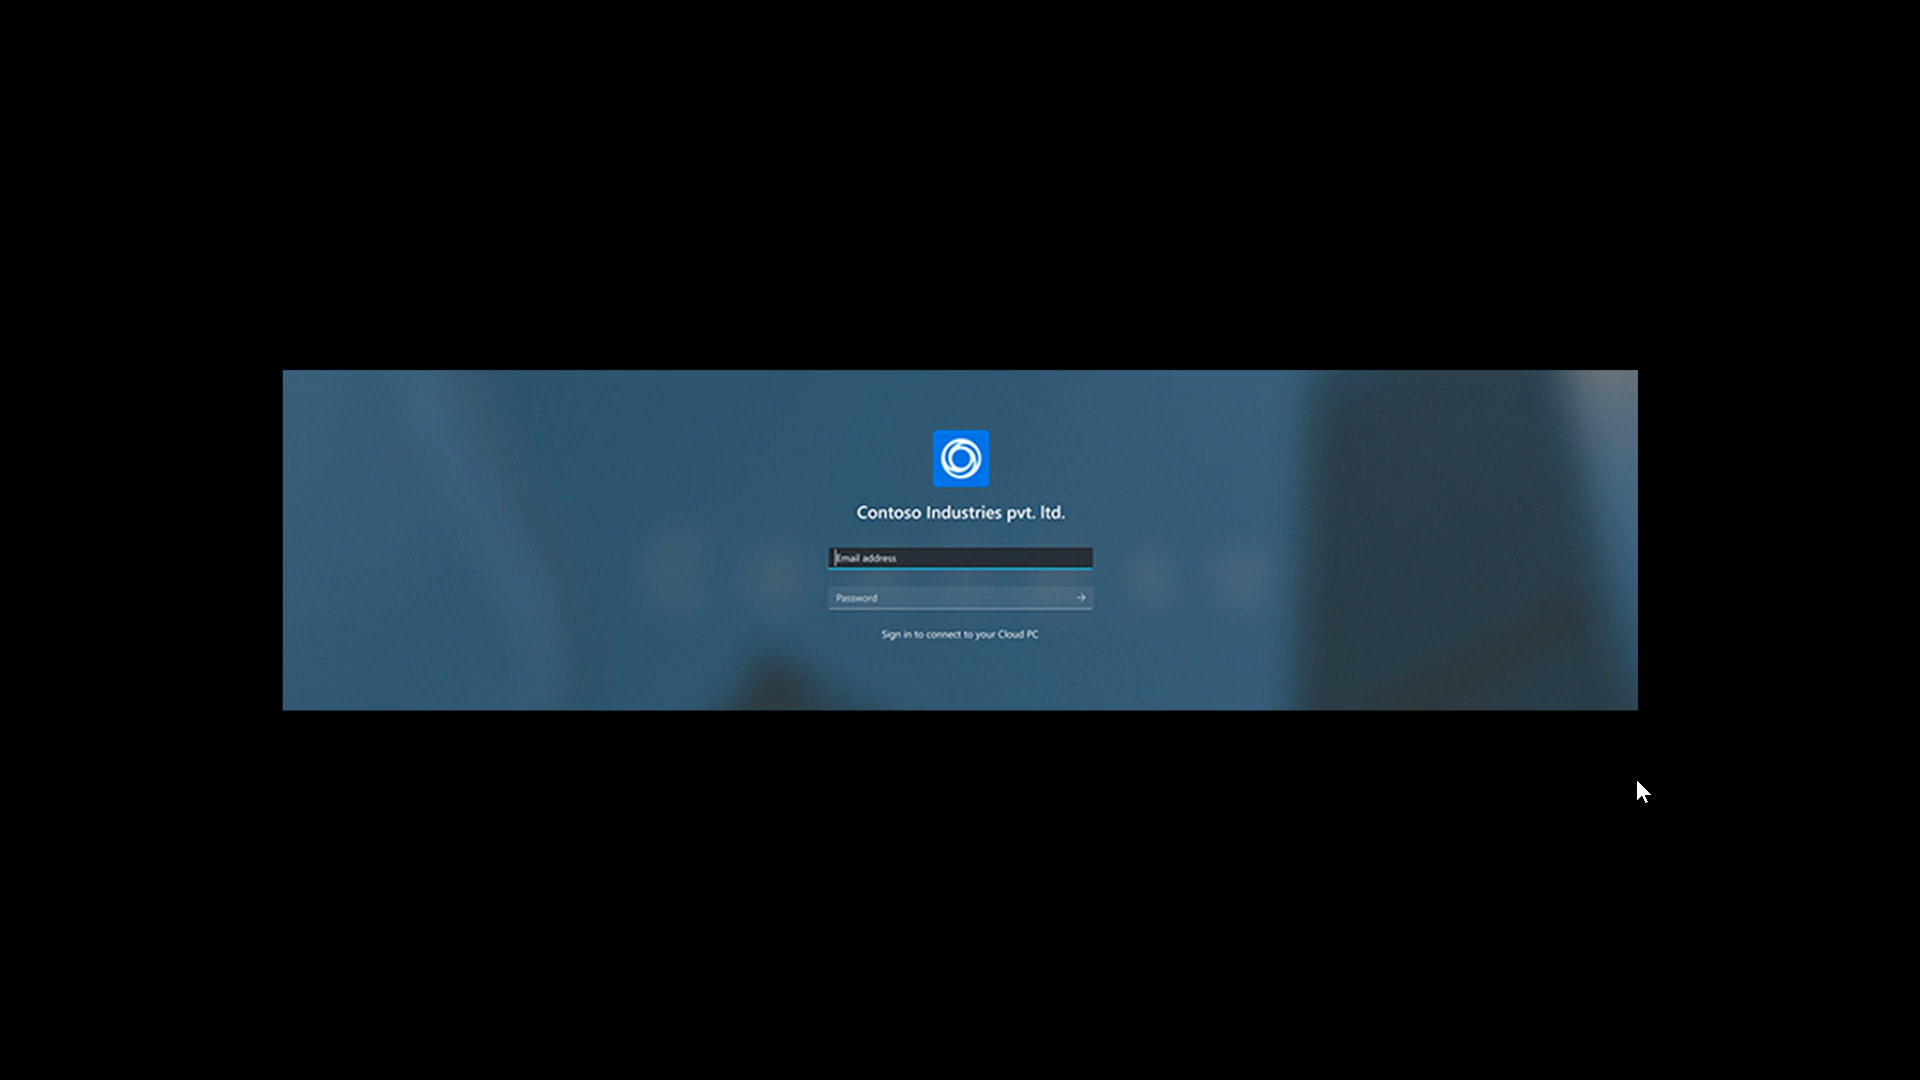 Contoso Industries pvt. ltd.
Email address
Password
Sign in to connect to your Cloud PC